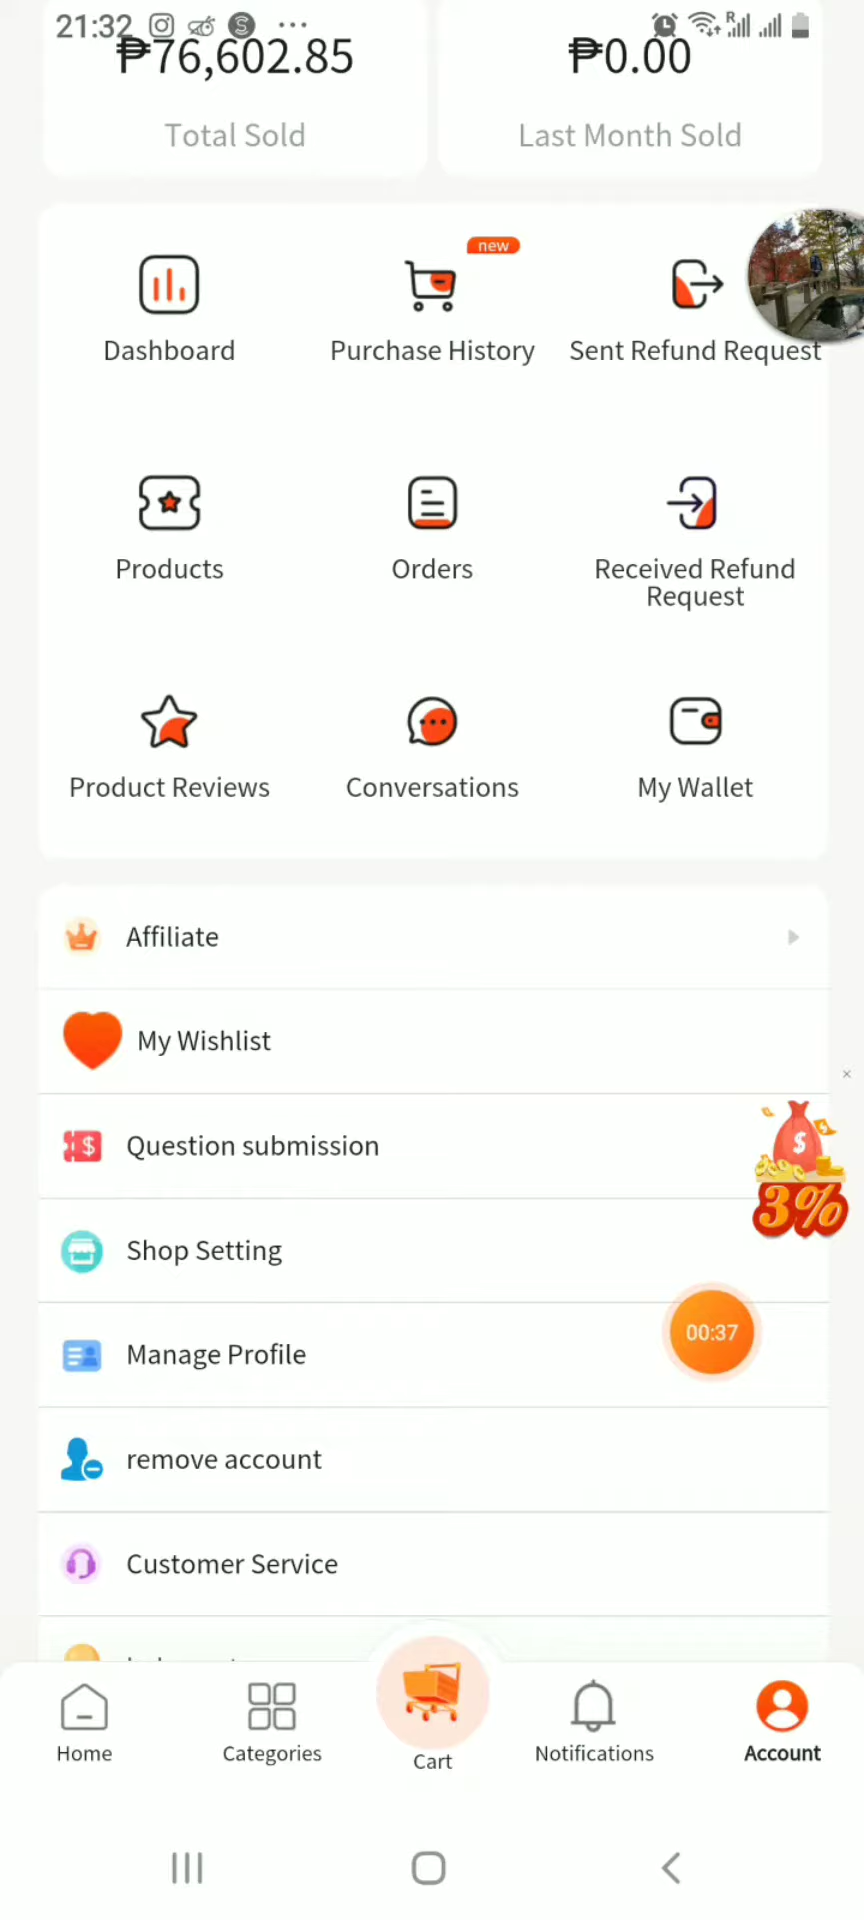 21:32
₱76,602.85
₱0.00
Total Sold
Last Month Sold
new
Dashboard
Purchase History
Sent Refund Request
Products
Orders
Received Refund
Request
Product Reviews
Conversations
My Wallet
Affiliate
My Wishlist
Question submission
$
3%
Shop Setting
00:37
Manage Profile
remove account
Customer Service
Home
Categories
Cart
Notifications
Account